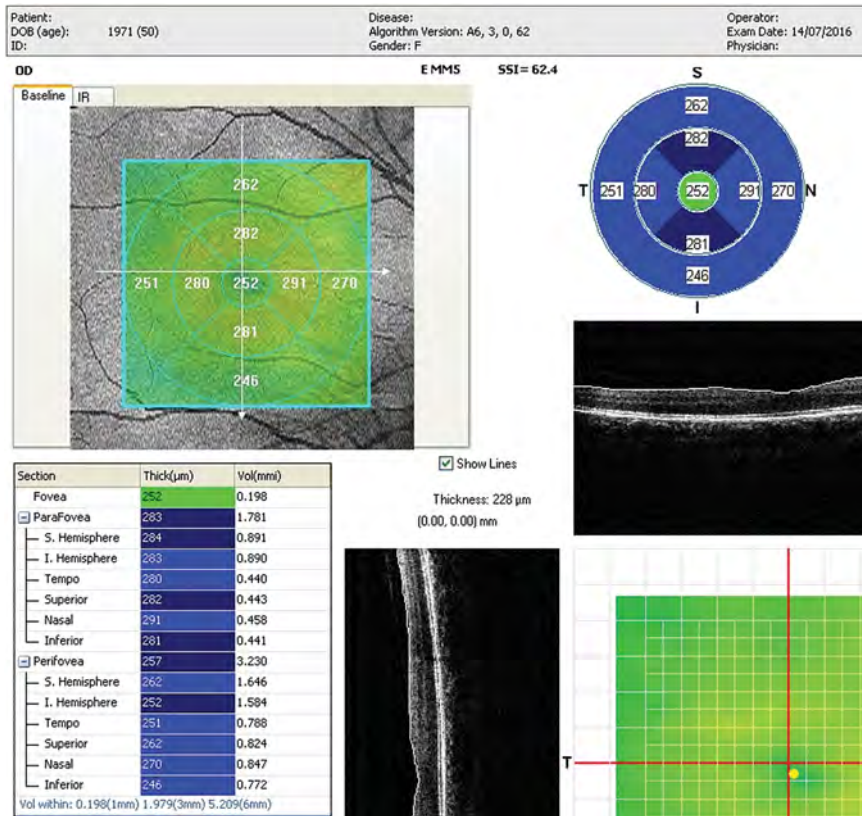 Patient:
DOB (age): 1971 (50)
ID:
Disease:
Algorithm Version: A6, 3, 0, 62
Gender: F
Operator:
Exam Date: 14/07/2016
Physician:
OD
E MM5 SSI= 62.4
Baseline IR
262
282
251 280 252 291 270
281
246
S
262
282
T 251 280 252 291 270 N
281
246
I
Show Lines
Thickness: 228 µm
(0.00, 0.00) mm
Section Thick(µm) Vol(mmi)
Fovea 252 0.198
ParaFovea 283 1.781
S. Hemisphere 284 0.891
I. Hemisphere 283 0.890
Tempo 280 0.440
Superior 282 0.443
Nasal 291 0.458
Inferior 281 0.441
Perifovea 257 3.230
S. Hemisphere 262 1.646
I. Hemisphere 252 1.584
Tempo 251 0.788
Superior 262 0.824
Nasal 270 0.847
Inferior 246 0.772
Vol within: 0.198(1mm) 1.979(3mm) 5.209(6mm)
T